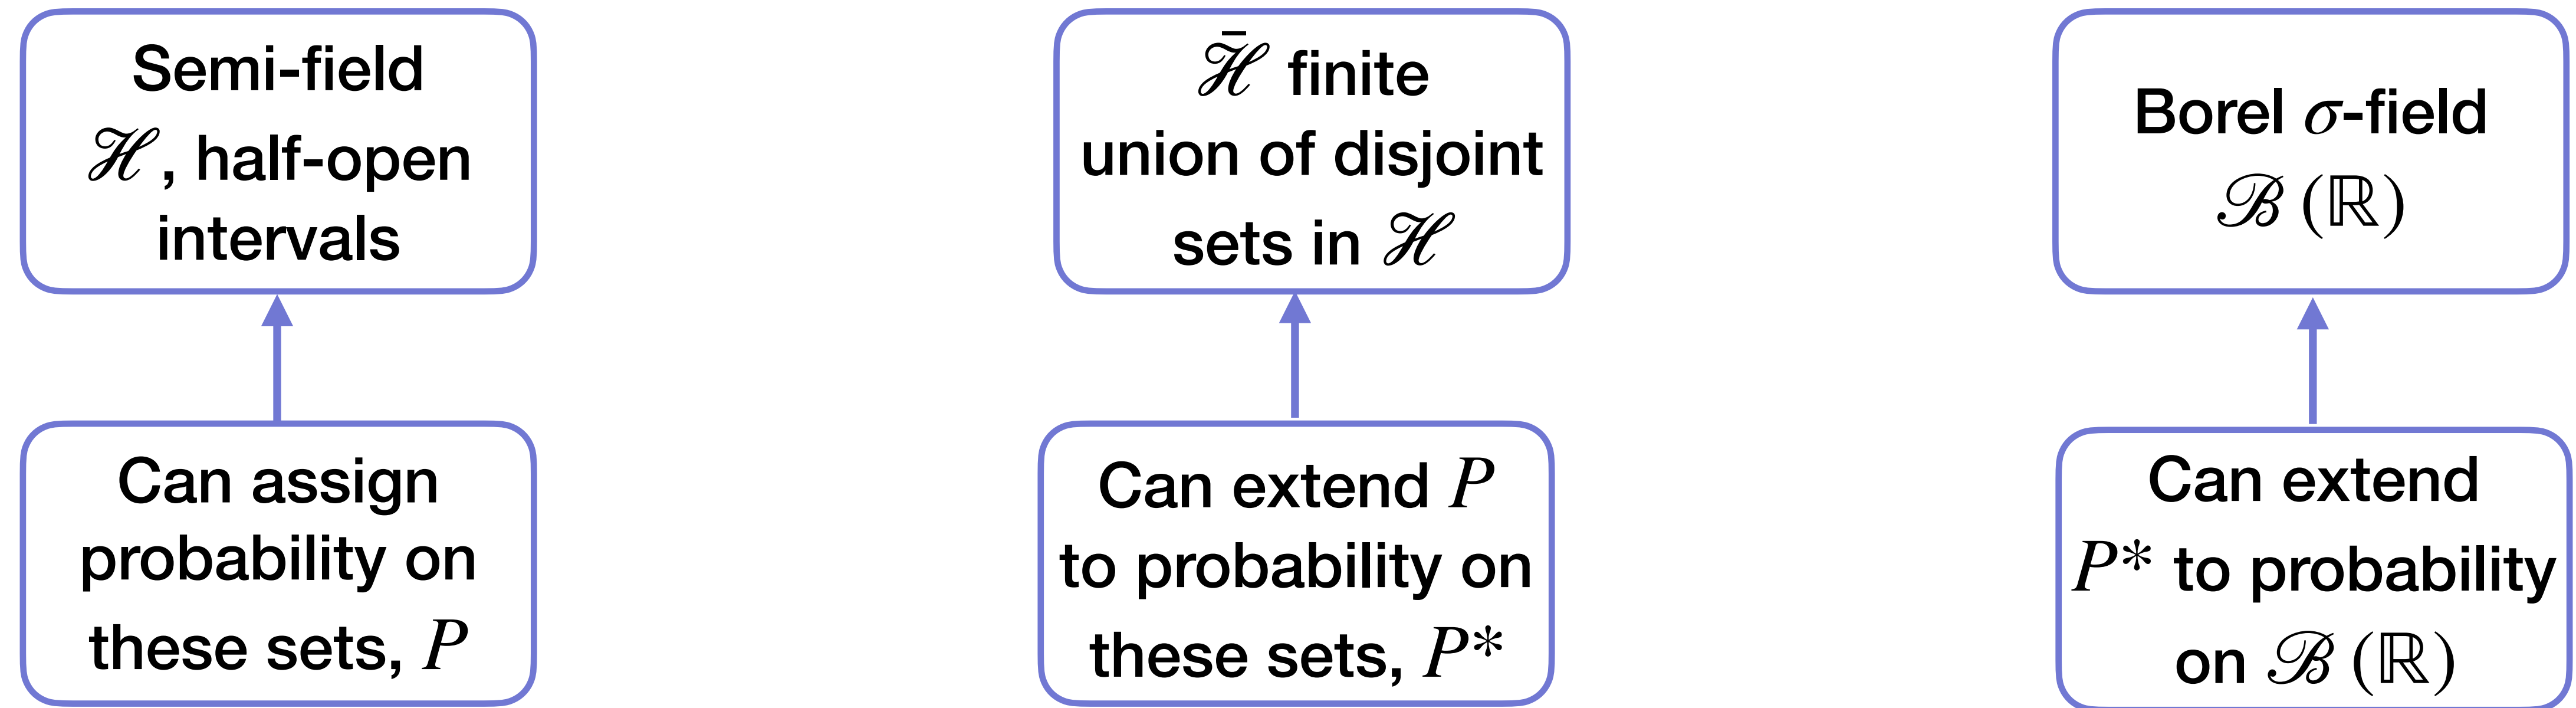 Semi-field
ℋ, half-open
intervals
ℋ̄ finite
union of disjoint
sets in ℋ
Borel σ-field
ℬ (ℝ)
Can assign
probability on
these sets, P
Can extend P
to probability on
these sets, P*
Can extend
P* to probability
on ℬ (ℝ)